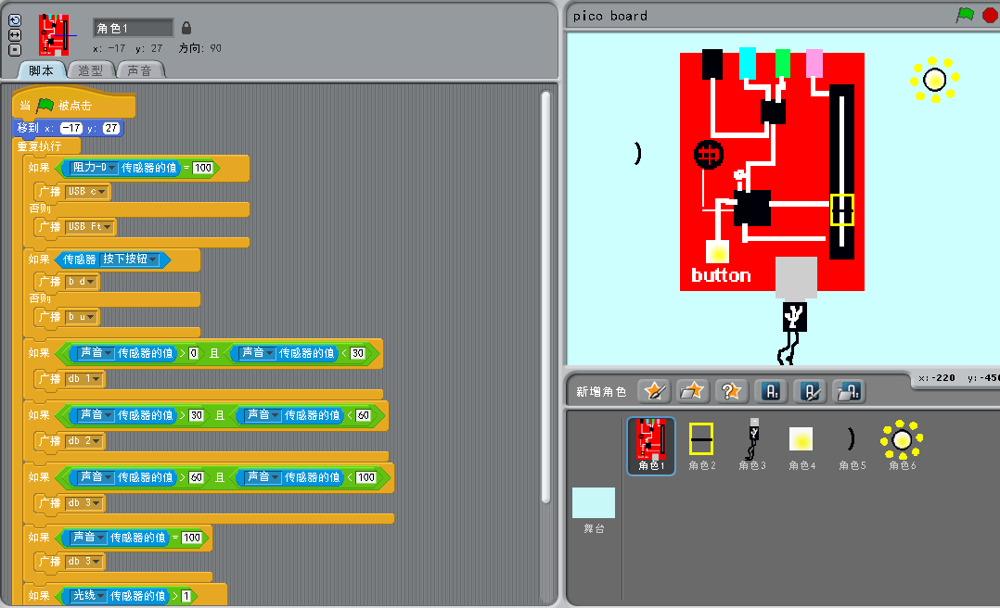 角色1
x: -17 y: 27 方向: 90
脚本 造型 声音
当 被点击
移到 x: -17 y: 27
重复执行
如果 阻力-D 传感器的值 = 100
广播 USB c
否则
广播 USB Ft
如果 传感器 按下按钮
广播 b d
否则
广播 b u
如果 声音 传感器的值 > 0 且 声音 传感器的值 < 30
广播 db 1
如果 声音 传感器的值 > 30 且 声音 传感器的值 < 60
广播 db 2
如果 声音 传感器的值 > 60 且 声音 传感器的值 < 100
广播 db 3
如果 声音 传感器的值 = 100
广播 db 3
如果 光线 传感器的值 > 1
pico board
button
x: -220 y: -450
新增角色
角色1 角色2 角色3 角色4 角色5 角色6
舞台